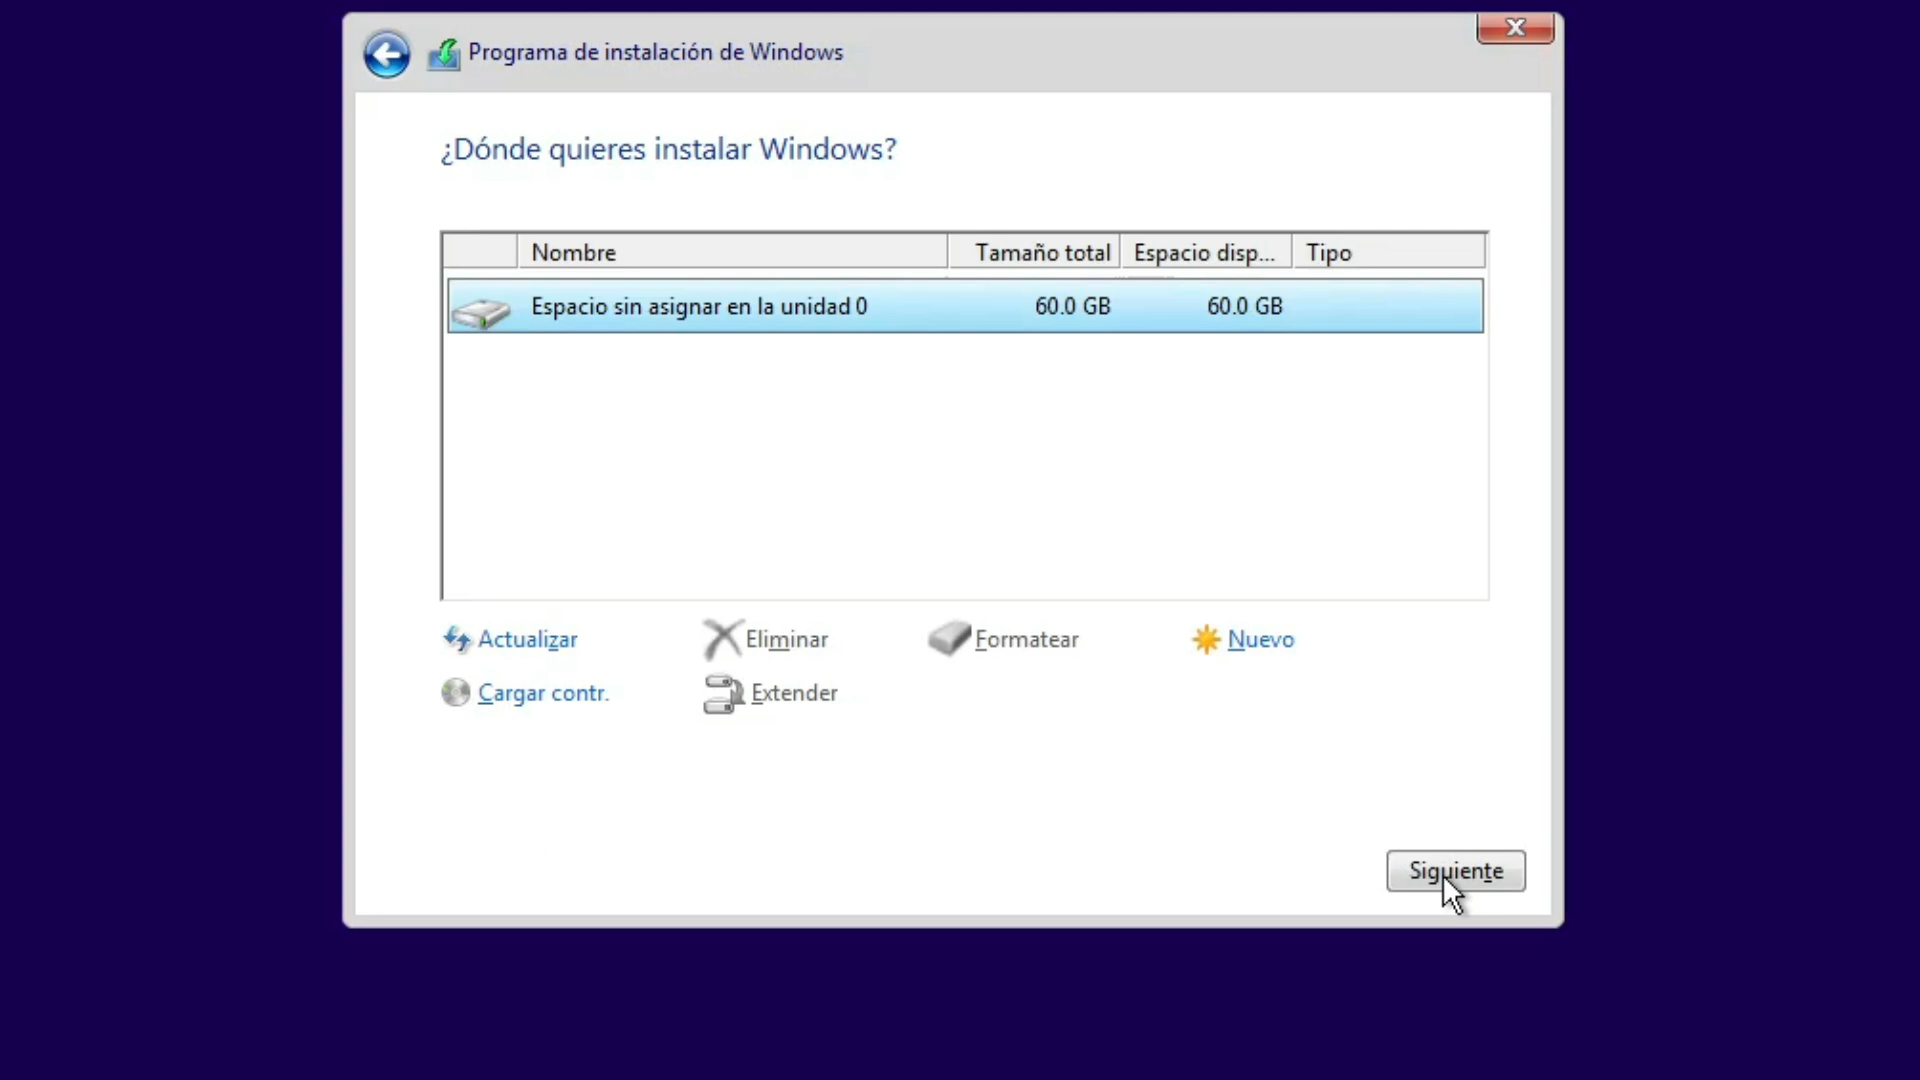 Programa de instalación de Windows
x
¿Dónde quieres instalar Windows?
Nombre Tamaño total Espacio disp... Tipo
Espacio sin asignar en la unidad 0 60.0 GB 60.0 GB
Actualizar Eliminar Formatear Nuevo
Cargar contr. Extender
Siguiente